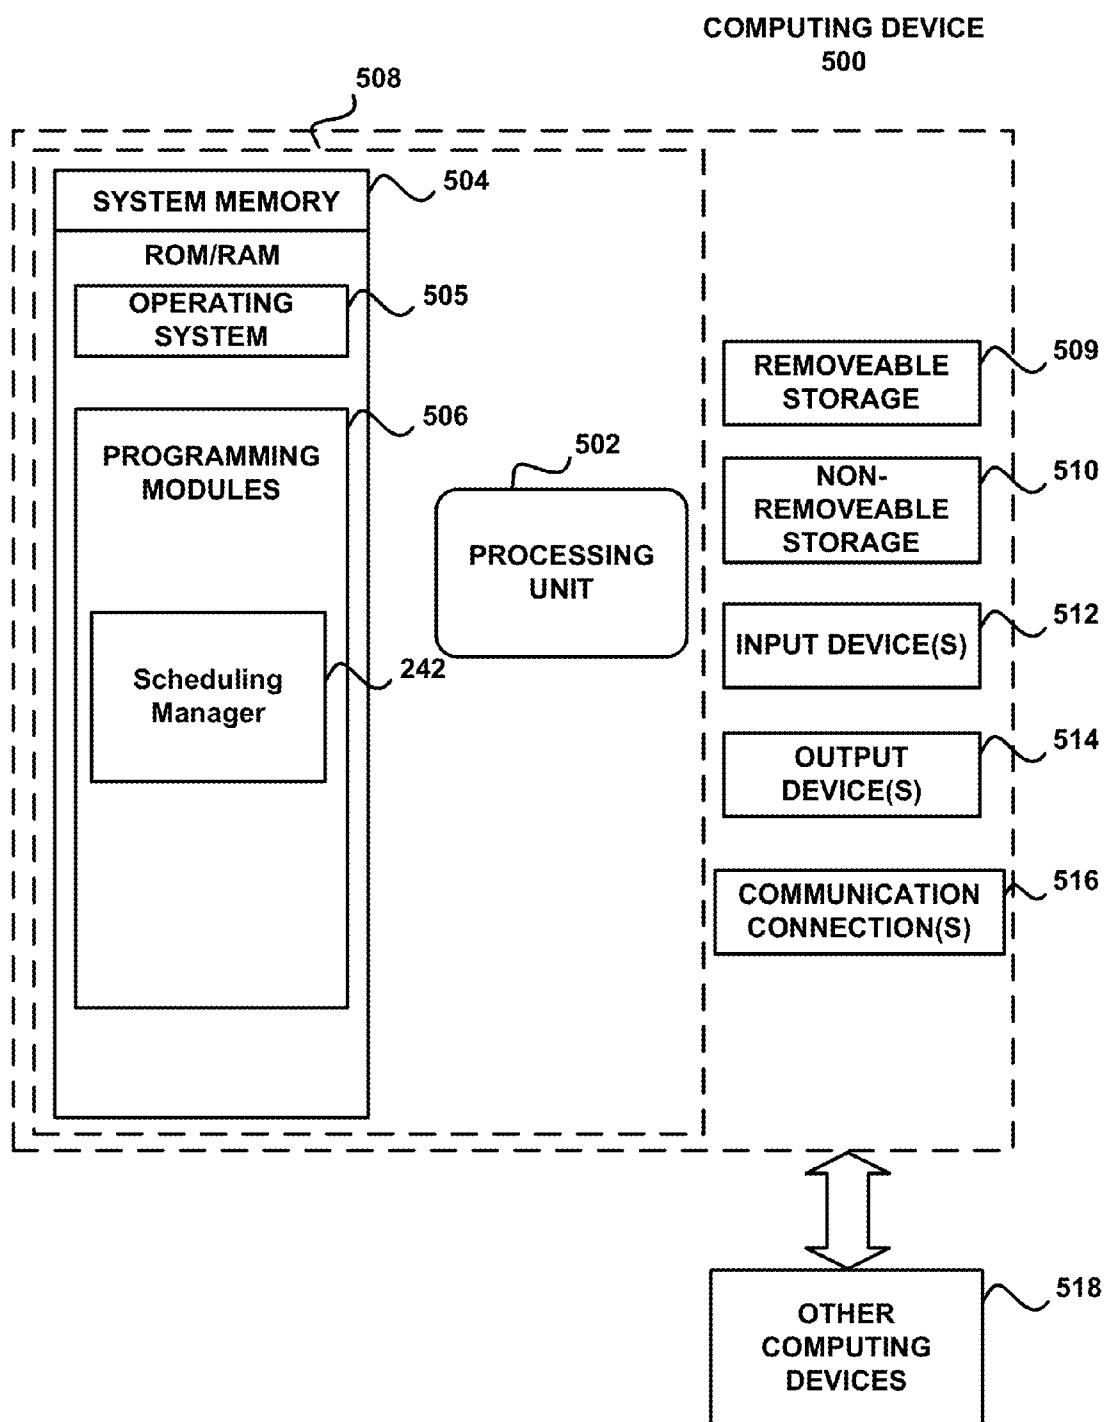 COMPUTING DEVICE
500
508
SYSTEM MEMORY
504
ROM/RAM
OPERATING
SYSTEM
505
PROGRAMMING
MODULES
506
Scheduling
Manager
242
PROCESSING
UNIT
502
REMOVEABLE
STORAGE
509
NON-
REMOVEABLE
STORAGE
510
INPUT DEVICE(S)
512
OUTPUT
DEVICE(S)
514
COMMUNICATION
CONNECTION(S)
516
OTHER
COMPUTING
DEVICES
518